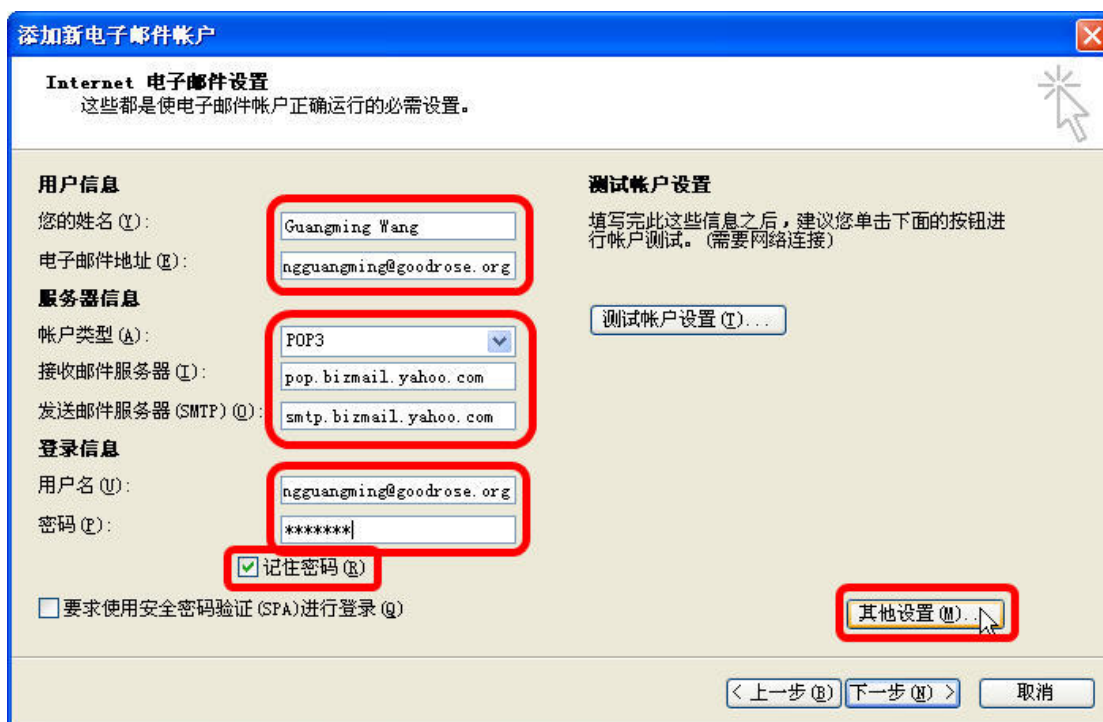 添加新电子邮件帐户
Internet 电子邮件设置
这些都是使电子邮件帐户正确运行的必需设置。
用户信息
您的姓名(Y):
Guangming Wang
电子邮件地址(E):
ngguangming@goodrose.org
服务器信息
帐户类型(A):
POP3
接收邮件服务器(I):
pop.bizmail.yahoo.com
发送邮件服务器(SMTP)(O):
smtp.bizmail.yahoo.com
登录信息
用户名(U):
ngguangming@goodrose.org
密码(P):
*******
记住密码(R)
要求使用安全密码验证(SPA)进行登录(Q)
测试帐户设置
填写完此这些信息之后，建议您单击下面的按钮进
行帐户测试。(需要网络连接)
测试帐户设置(T)...
其他设置(M)...
< 上一步(B)
下一步(N) >
取消